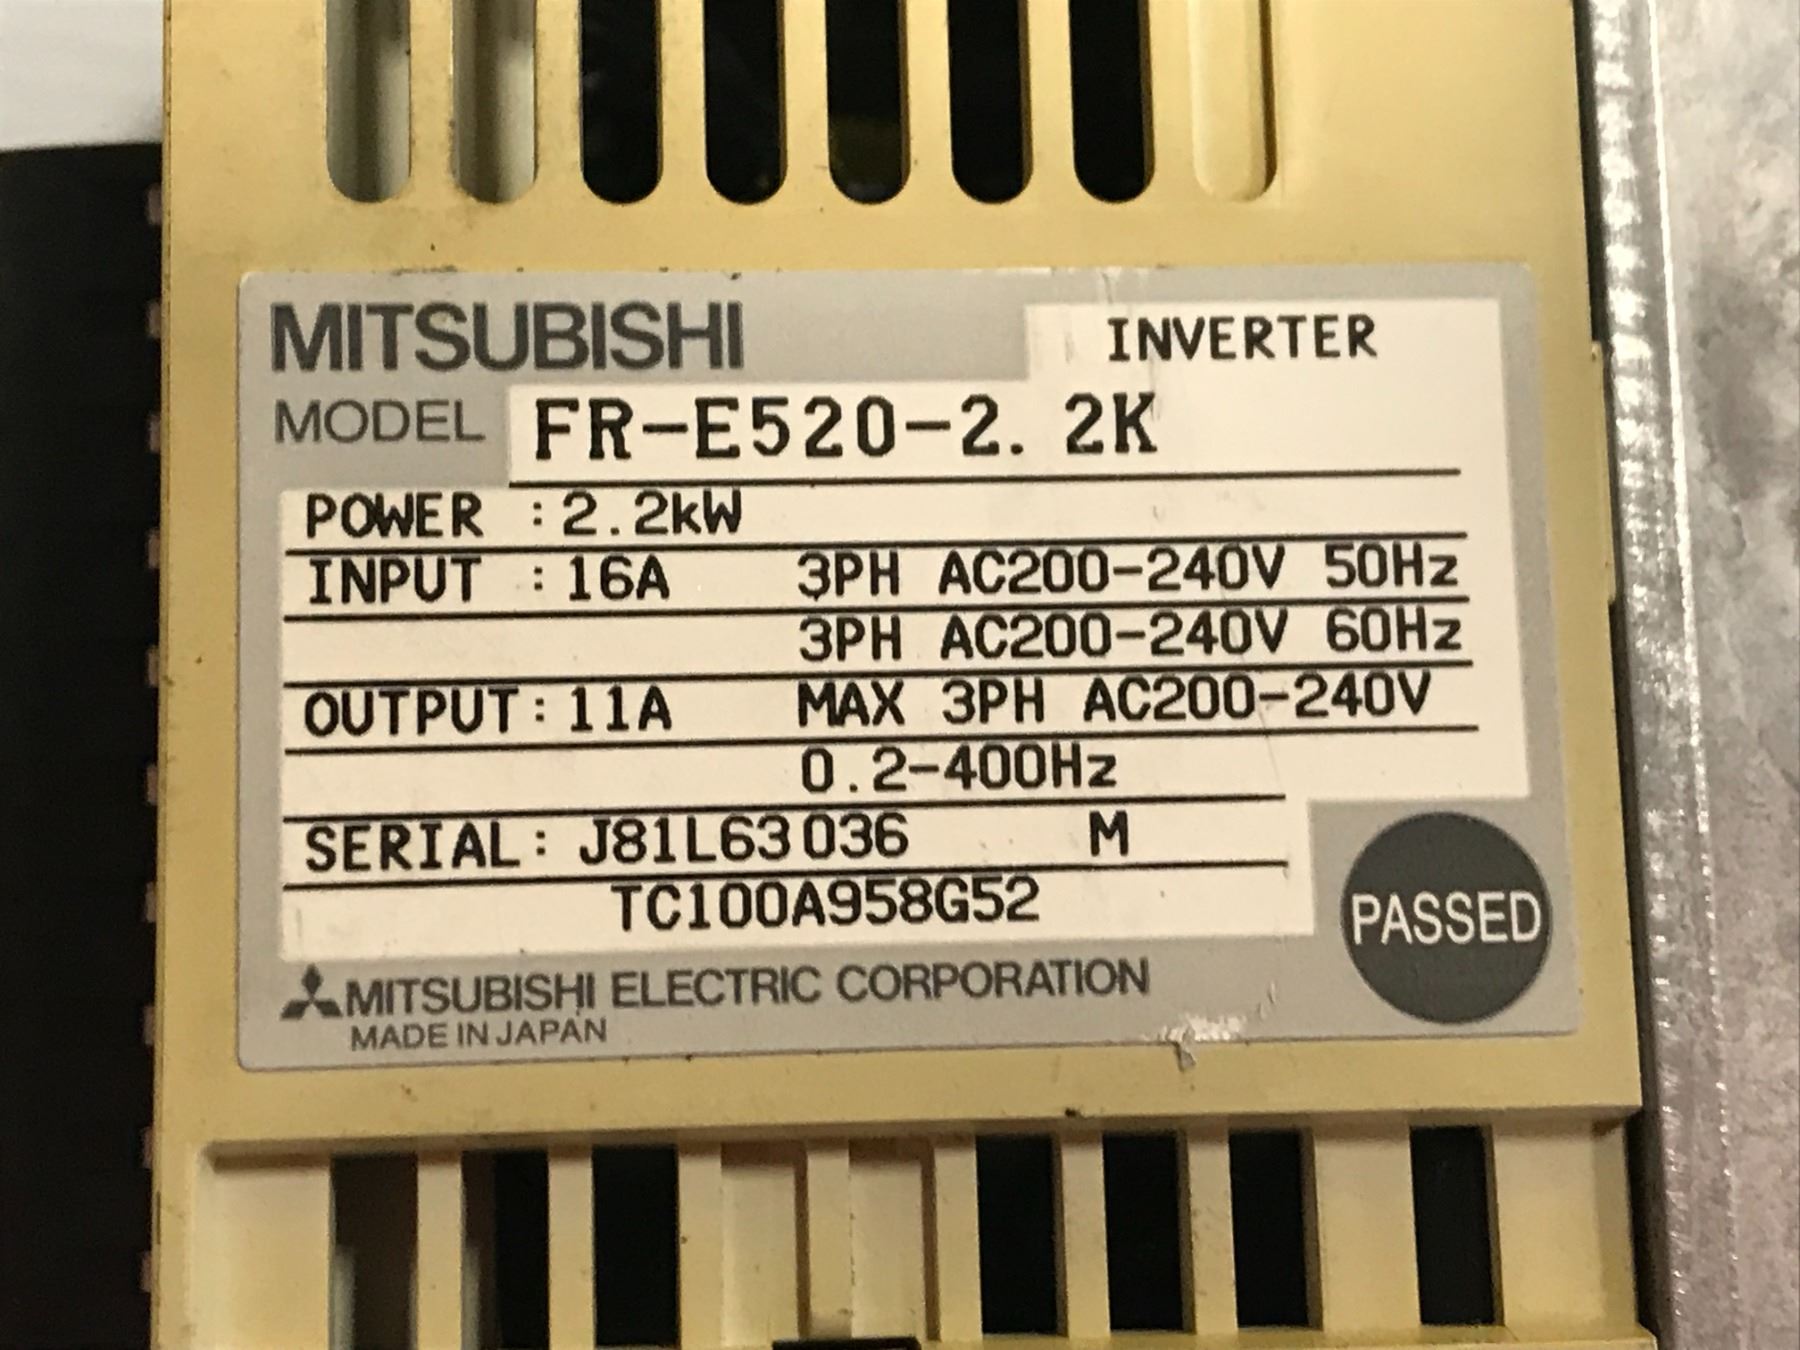 MITSUBISHI INVERTER
MODEL FR-E520-2.2K
POWER : 2.2kW
INPUT : 16A 3PH AC200-240V 50Hz
3PH AC200-240V 60Hz
OUTPUT: 11A MAX 3PH AC200-240V
0.2-400Hz
SERIAL: J81L63036 M
TC100A958G52
PASSED
MITSUBISHI ELECTRIC CORPORATION
MADE IN JAPAN